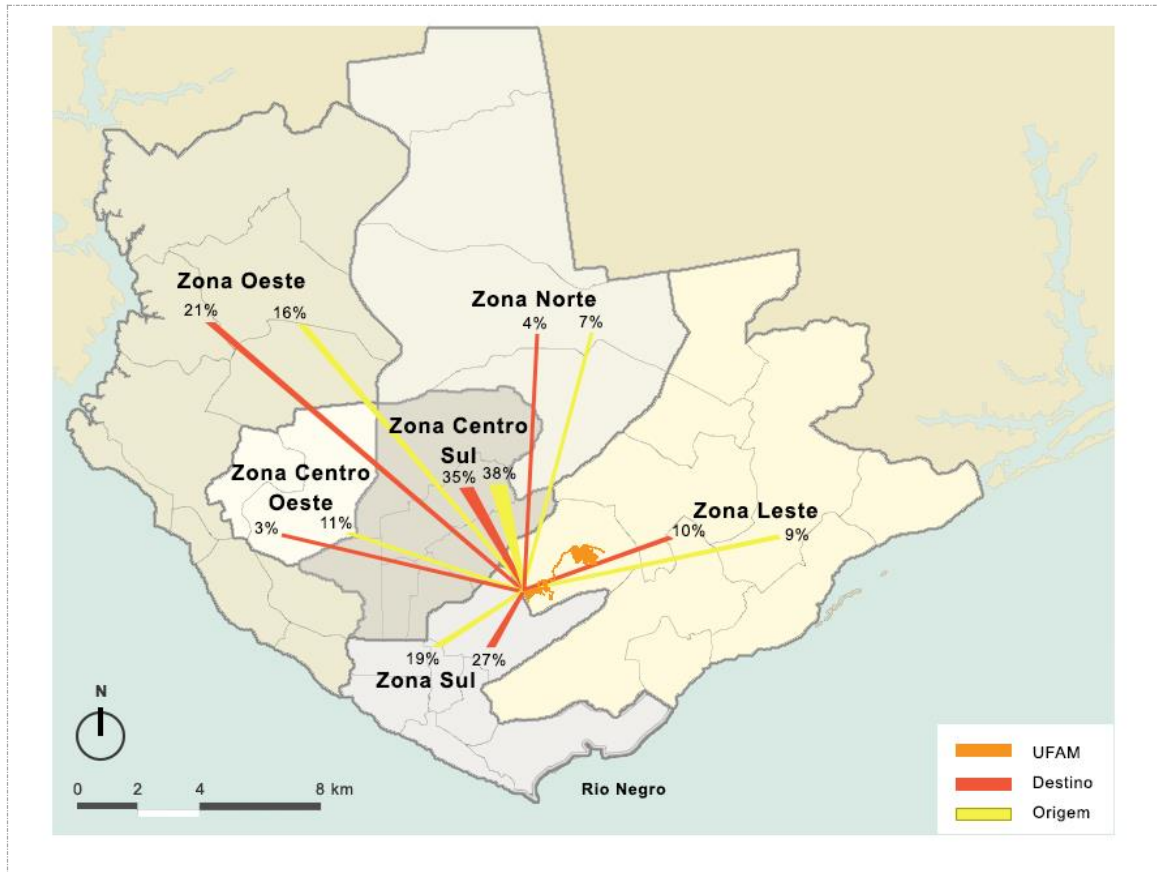 Zona Oeste
21%
16%
Zona Norte
4%
7%
Zona Centro
Sul
35%
38%
Zona Centro
Oeste
3%
11%
Zona Leste
10%
9%
19%
27%
Zona Sul
N
0 2 4 8 km
Rio Negro
UFAM
Destino
Origem